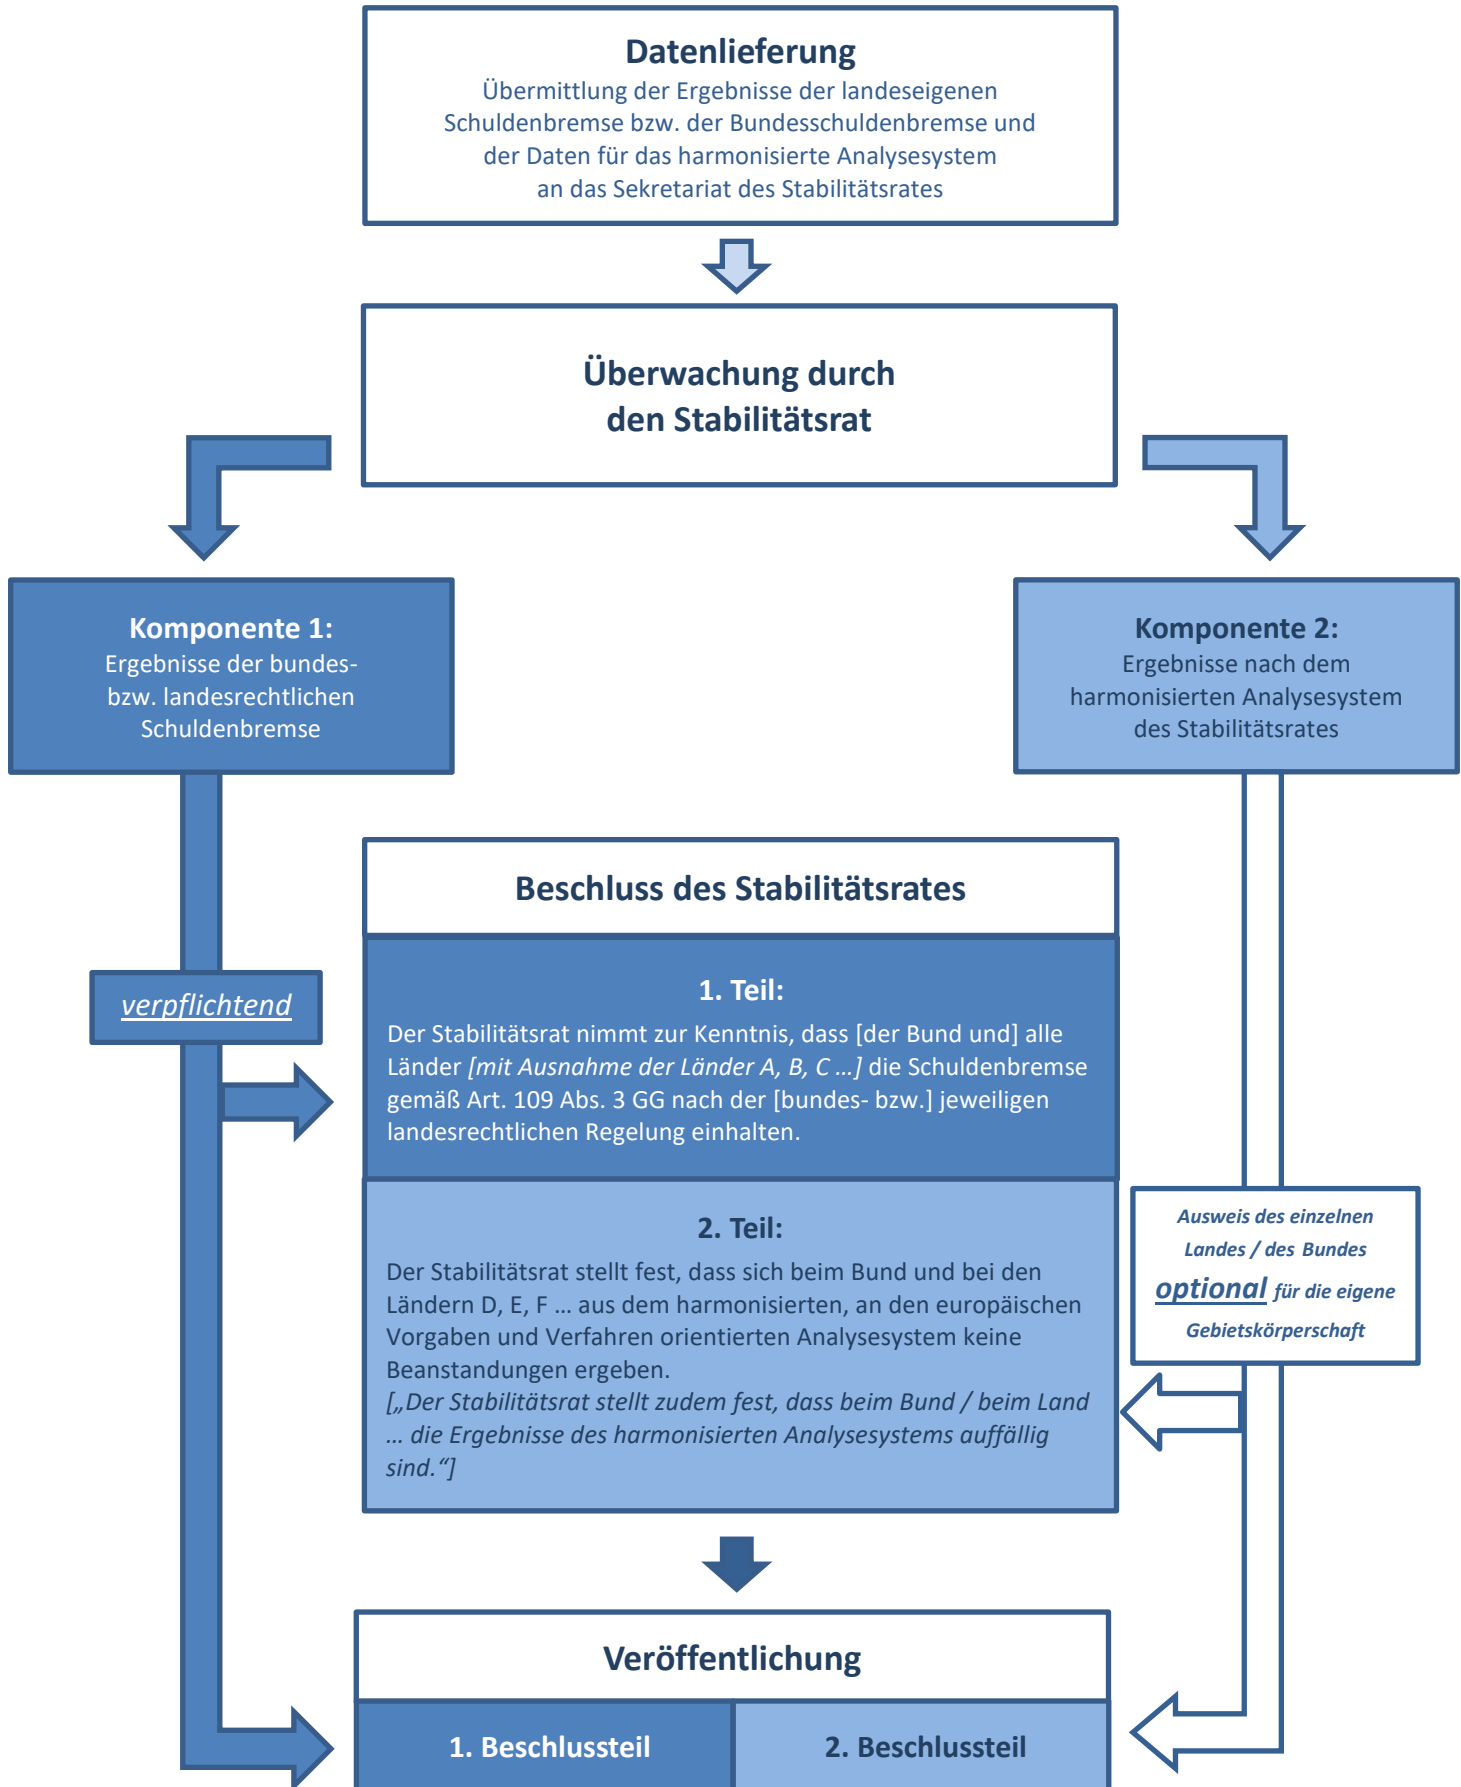 Datenlieferung
Übermittlung der Ergebnisse der landeseigenen
Schuldenbremse bzw. der Bundesschuldenbremse und
der Daten für das harmonisierte Analysesystem
an das Sekretariat des Stabilitätsrates
Überwachung durch
den Stabilitätsrat
Komponente 1:
Ergebnisse der bundes-
bzw. landesrechtlichen
Schuldenbremse
Komponente 2:
Ergebnisse nach dem
harmonisierten Analysesystem
des Stabilitätsrates
Beschluss des Stabilitätsrates
verpflichtend
1. Teil:
Der Stabilitätsrat nimmt zur Kenntnis, dass [der Bund und] alle
Länder [mit Ausnahme der Länder A, B, C …] die Schuldenbremse
gemäß Art. 109 Abs. 3 GG nach der [bundes- bzw.] jeweiligen
landesrechtlichen Regelung einhalten.
2. Teil:
Der Stabilitätsrat stellt fest, dass sich beim Bund und bei den
Ländern D, E, F … aus dem harmonisierten, an den europäischen
Vorgaben und Verfahren orientierten Analysesystem keine
Beanstandungen ergeben.
[„Der Stabilitätsrat stellt zudem fest, dass beim Bund / beim Land
… die Ergebnisse des harmonisierten Analysesystems auffällig
sind.“]
Ausweis des einzelnen
Landes / des Bundes
optional für die eigene
Gebietskörperschaft
Veröffentlichung
1. Beschlussteil
2. Beschlussteil